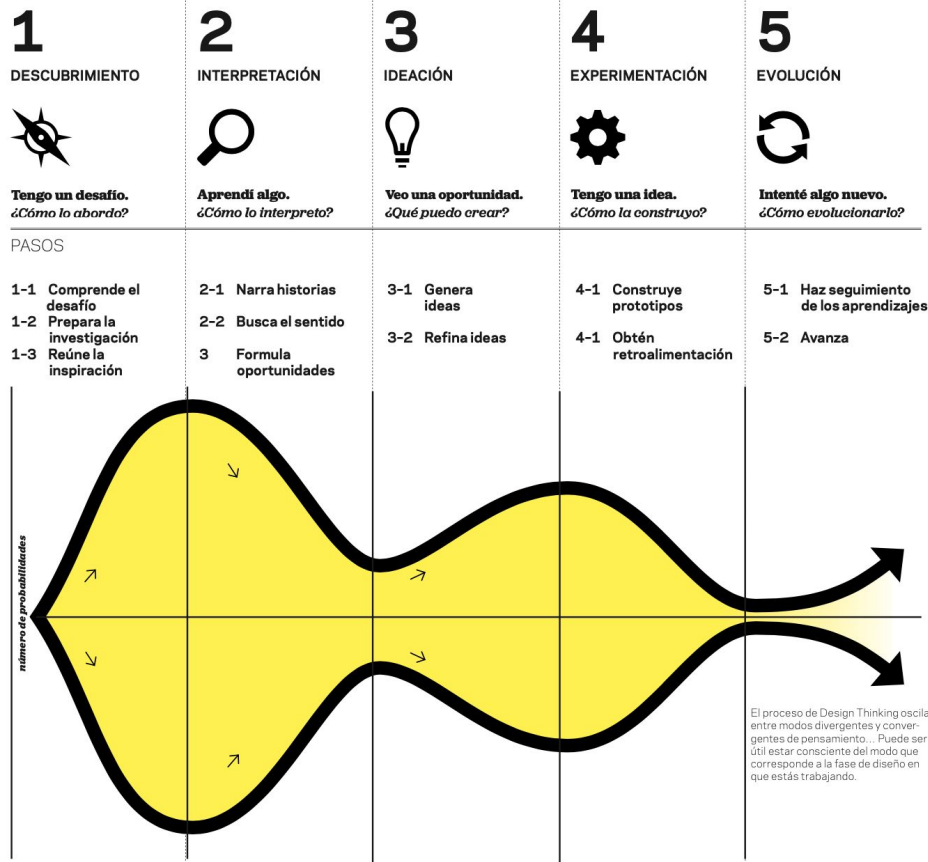 1
DESCUBRIMIENTO
Tengo un desafío.
¿Cómo lo abordo?
2
INTERPRETACIÓN
Aprendí algo.
¿Cómo lo interpreto?
3
IDEACIÓN
Veo una oportunidad.
¿Qué puedo crear?
4
EXPERIMENTACIÓN
Tengo una idea.
¿Cómo la construyo?
5
EVOLUCIÓN
Intenté algo nuevo.
¿Cómo evolucionarlo?
PASOS
1-1 Comprende el
desafío
1-2 Prepara la
investigación
1-3 Reúne la
inspiración
2-1 Narra historias
2-2 Busca el sentido
3 Formula
oportunidades
3-1 Genera
ideas
3-2 Refina ideas
4-1 Construye
prototipos
4-1 Obtén
retroalimentación
5-1 Haz seguimiento
de los aprendizajes
5-2 Avanza
número de probabilidades
El proceso de Design Thinking oscila
entre modos divergentes y conver-
gentes de pensamiento... Puede ser
útil estar consciente del modo que
corresponde a la fase de diseño en
que estás trabajando.